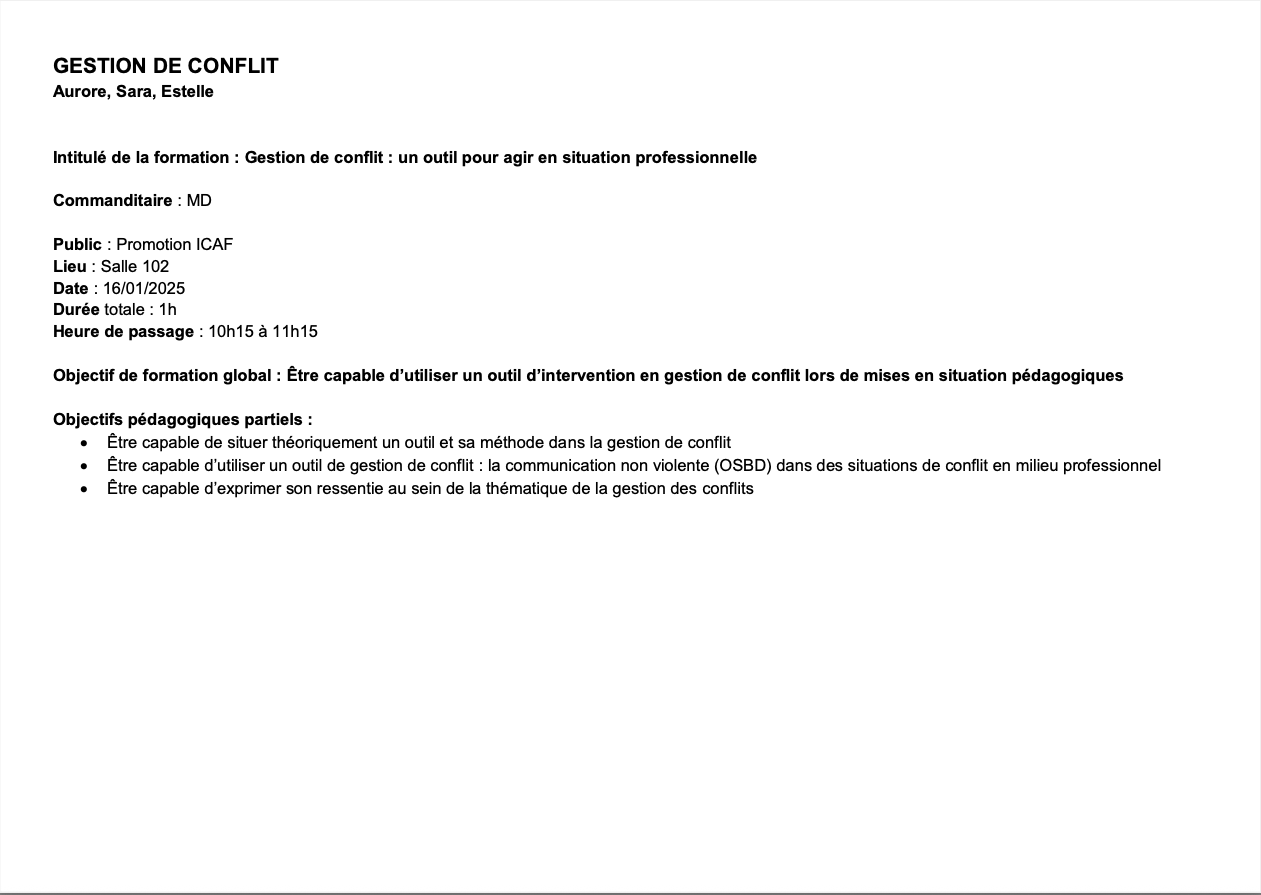 GESTION DE CONFLIT
Aurore, Sara, Estelle
Intitulé de la formation : Gestion de conflit : un outil pour agir en situation professionnelle
Commanditaire : MD
Public : Promotion ICAF
Lieu : Salle 102
Date : 16/01/2025
Durée totale : 1h
Heure de passage : 10h15 à 11h15
Objectif de formation global : Être capable d’utiliser un outil d’intervention en gestion de conflit lors de mises en situation pédagogiques
Objectifs pédagogiques partiels :
• Être capable de situer théoriquement un outil et sa méthode dans la gestion de conflit
• Être capable d’utiliser un outil de gestion de conflit : la communication non violente (OSBD) dans des situations de conflit en milieu professionnel
• Être capable d’exprimer son ressentie au sein de la thématique de la gestion des conflits